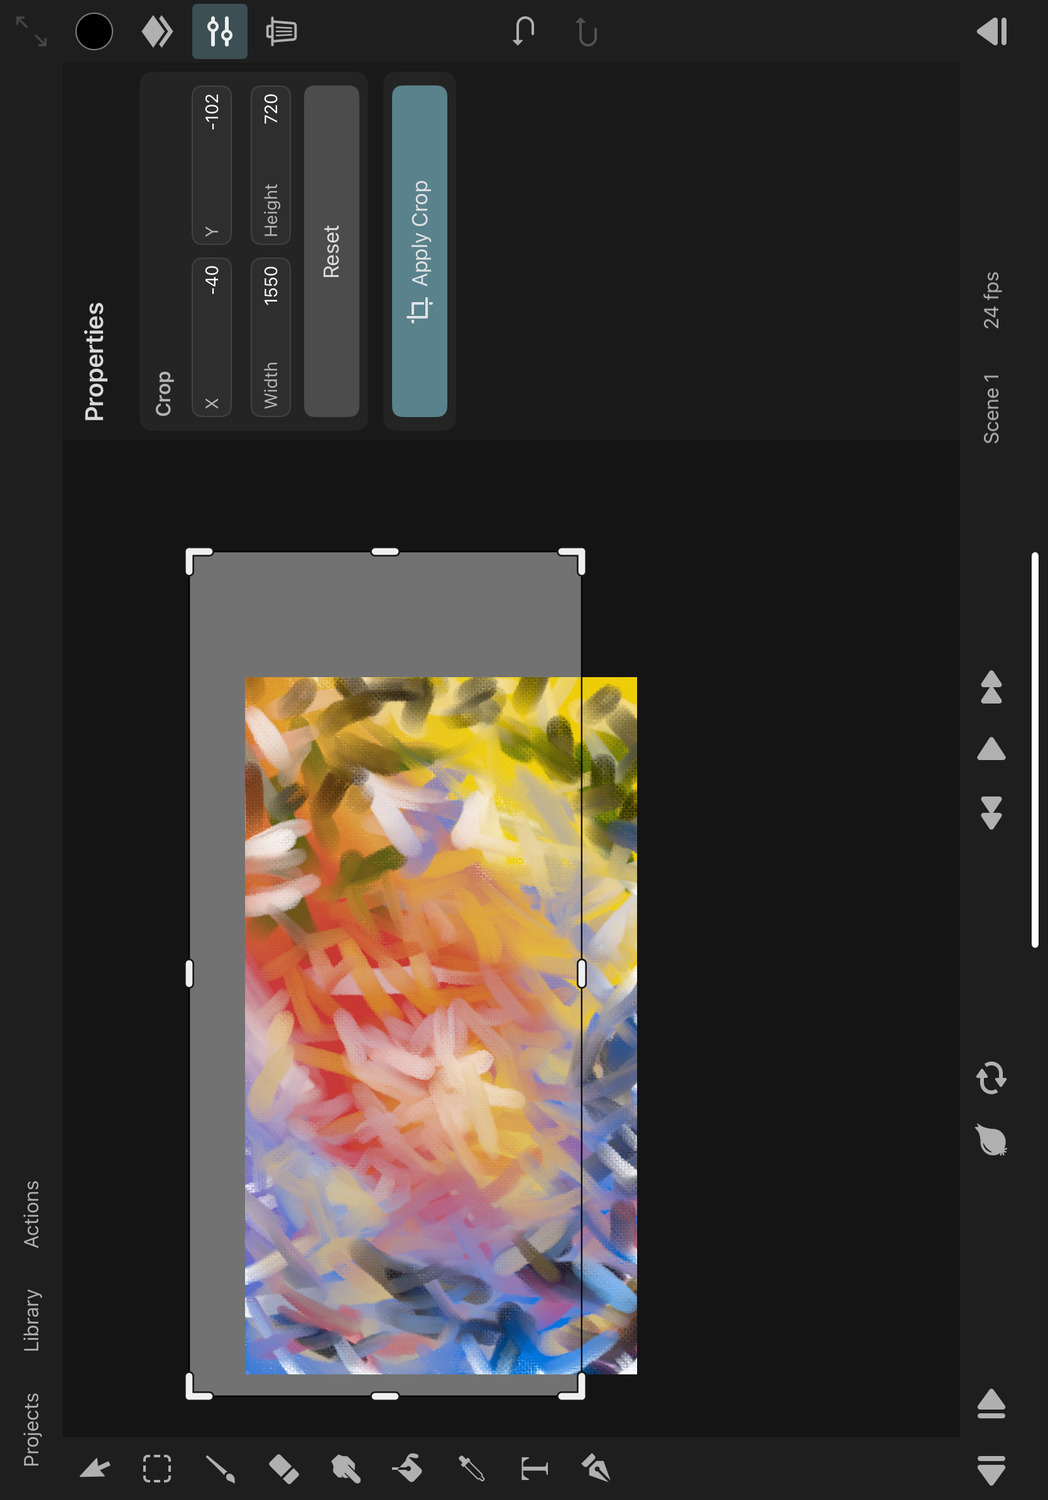 Projects Library Actions
Properties
Crop
X -40 Y -102
Width 1550 Height 720
Reset
Apply Crop
T
Scene 1 24 fps